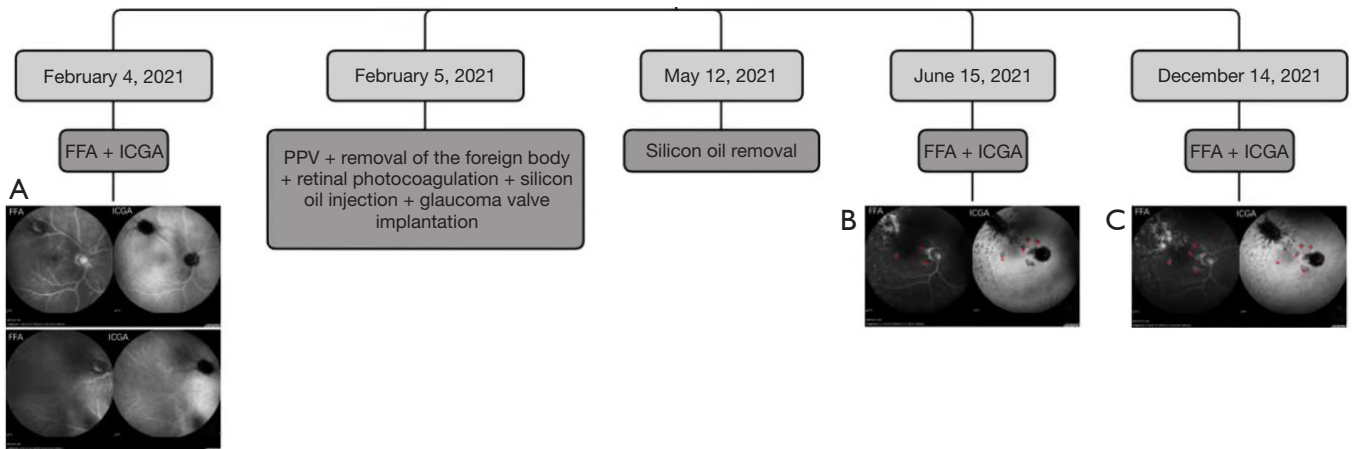 February 4, 2021
February 5, 2021
May 12, 2021
June 15, 2021
December 14, 2021
FFA + ICGA
PPV + removal of the foreign body
+ retinal photocoagulation + silicon
oil injection + glaucoma valve
implantation
Silicon oil removal
FFA + ICGA
FFA + ICGA
A
FFA
ICGA
FFA
ICGA
B
FFA
ICGA
C
FFA
ICGA